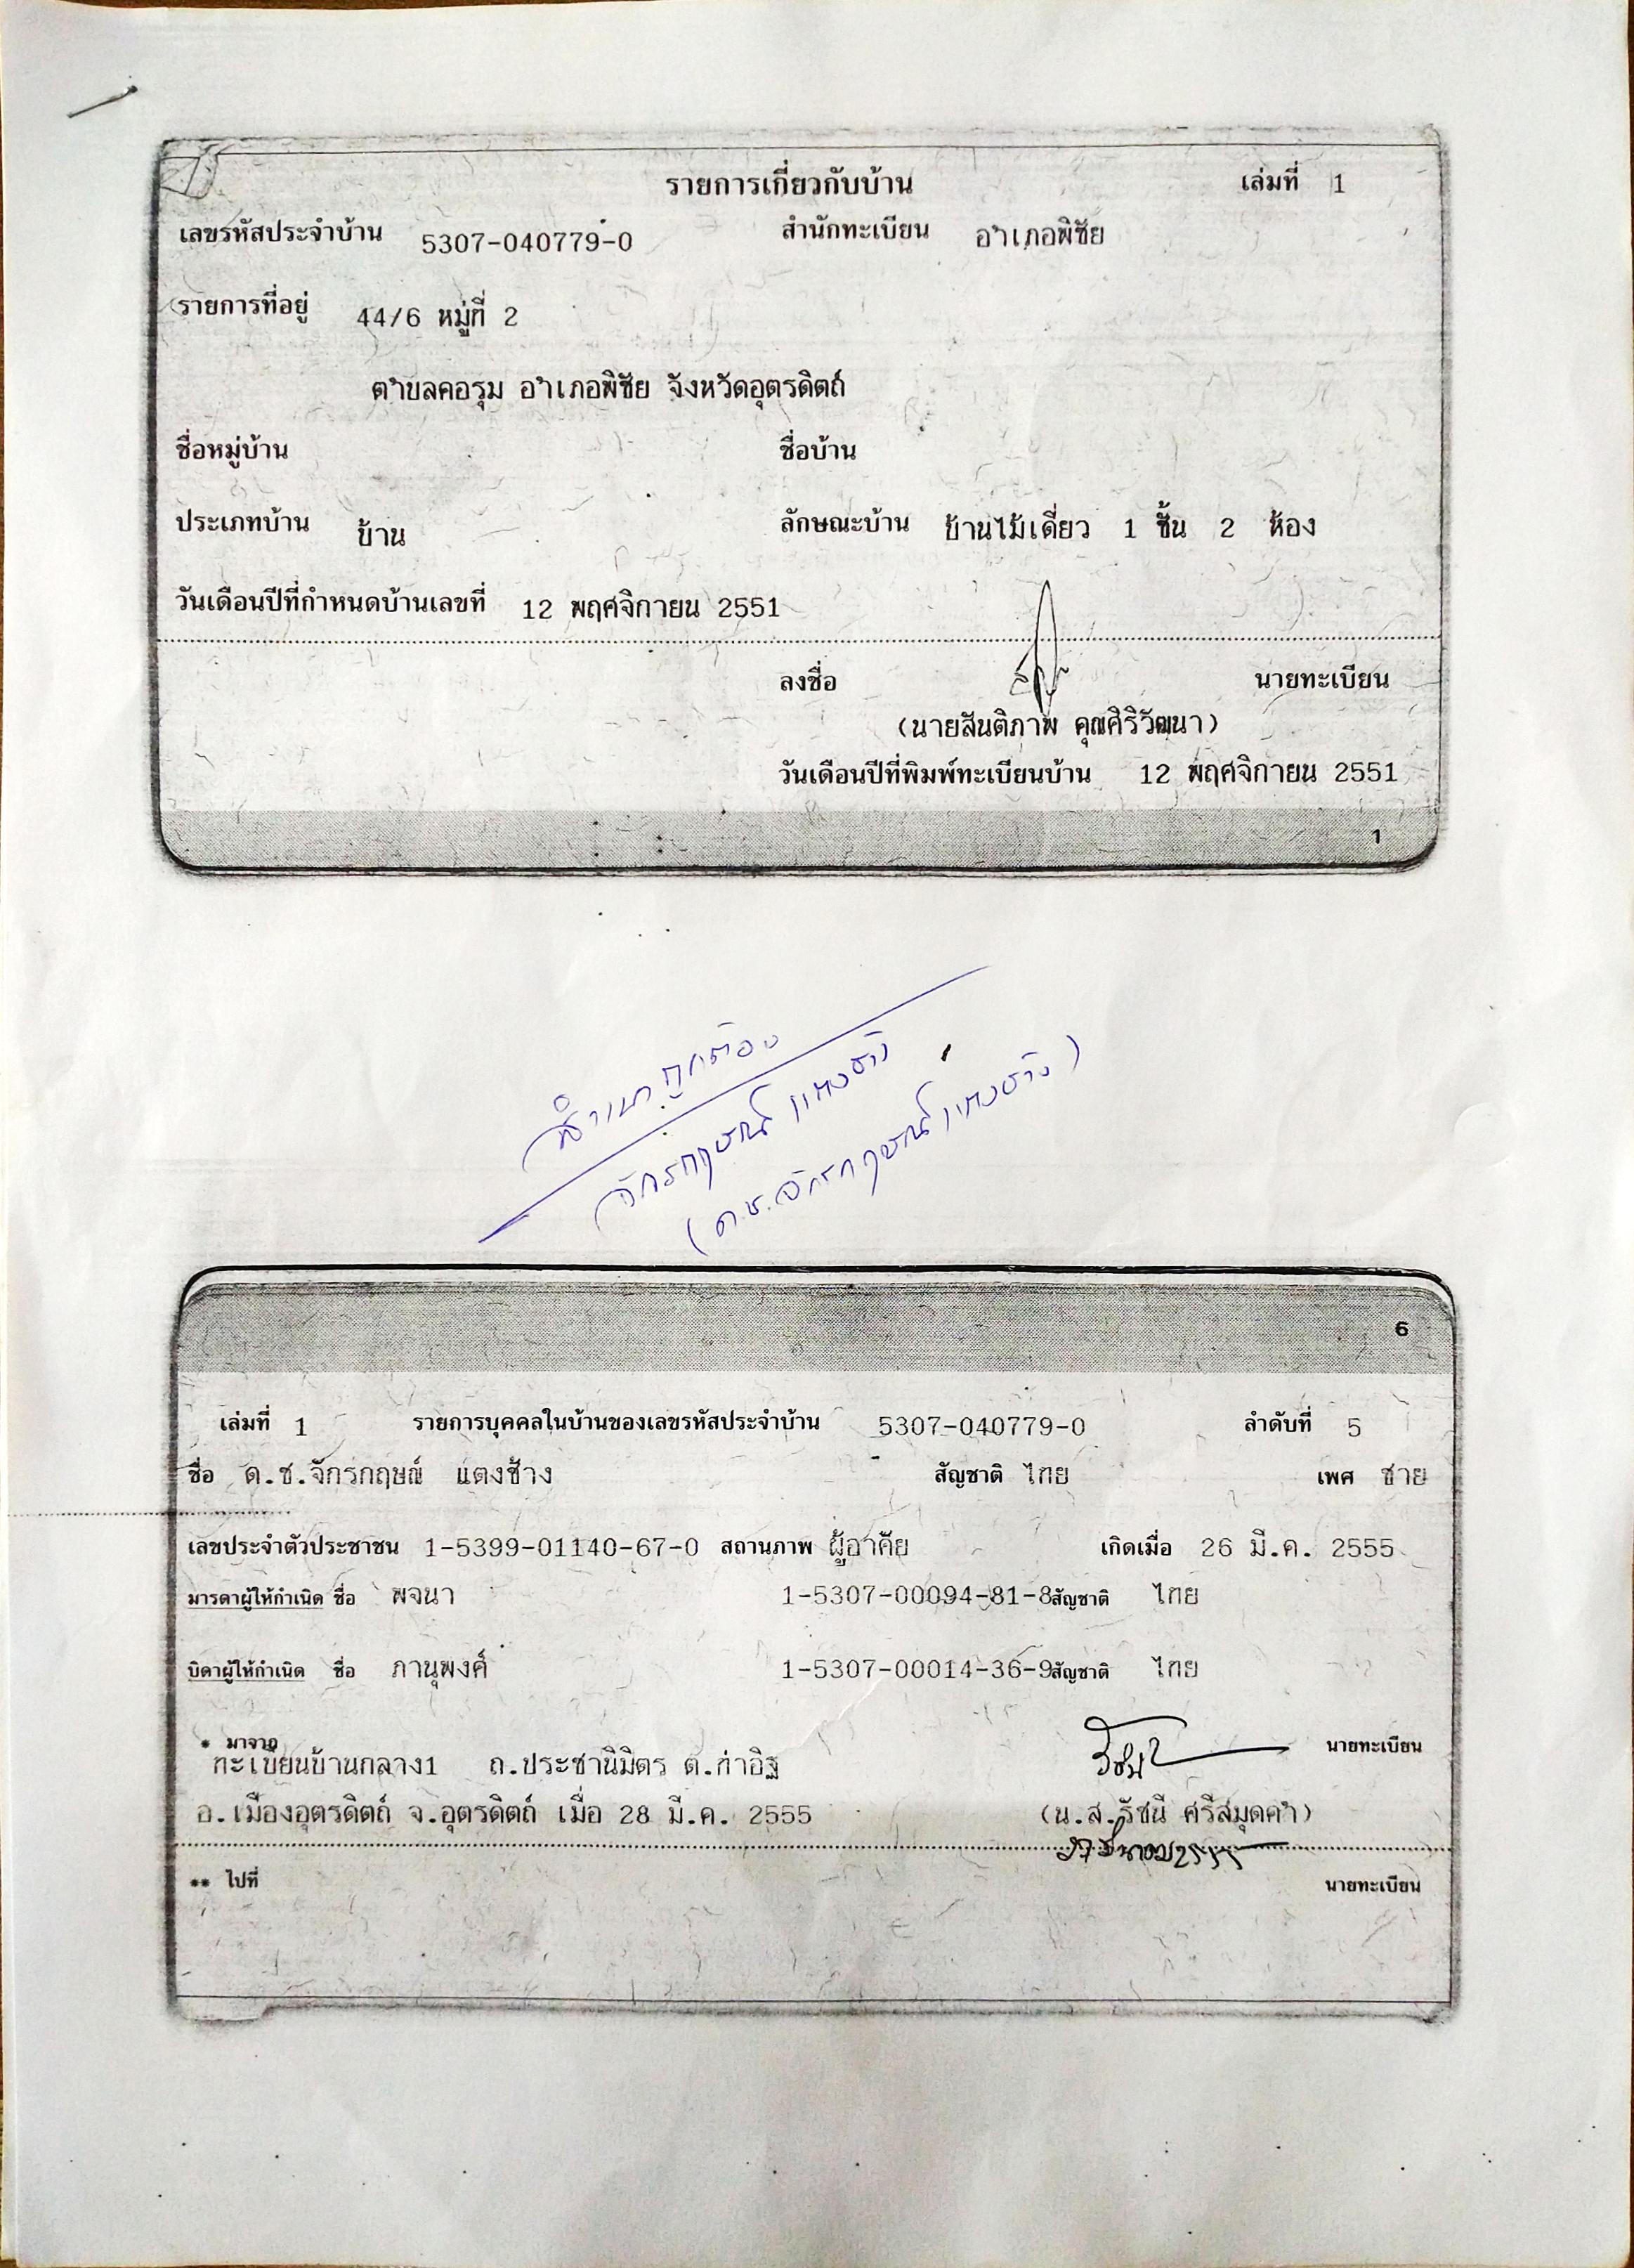 รายการเกี่ยวกับบ้าน เล่มที่ 1
เลขรหัสประจำบ้าน 5307-040779-0 สำนักทะเบียน อำเภอพิชัย
รายการที่อยู่ 44/6 หมู่ที่ 2
ตำบลคอรุม อำเภอพิชัย จังหวัดอุตรดิตถ์
ชื่อหมู่บ้าน ชื่อบ้าน
ประเภทบ้าน บ้าน ลักษณะบ้าน บ้านไม้เดี่ยว 1 ชั้น 2 ห้อง
วันเดือนปีที่กำหนดบ้านเลขที่ 12 พฤศจิกายน 2551
ลงชื่อ นายทะเบียน
(นายสันติภาพ คุณศิริวัฒนา)
วันเดือนปีที่พิมพ์ทะเบียนบ้าน 12 พฤศจิกายน 2551
1
สำเนาถูกต้อง
จักรกฤษณ์ แตงช้าง
(ด.ช.จักรกฤษณ์ แตงช้าง)
6
เล่มที่ 1 รายการบุคคลในบ้านของเลขรหัสประจำบ้าน 5307-040779-0 ลำดับที่ 5
ชื่อ ด.ช.จักรกฤษณ์ แตงช้าง สัญชาติ ไทย เพศ ชาย
เลขประจำตัวประชาชน 1-5399-01140-67-0 สถานภาพ ผู้อาศัย เกิดเมื่อ 26 มี.ค. 2555
มารดาผู้ให้กำเนิด ชื่อ พจนา 1-5307-00094-81-8 สัญชาติ ไทย
บิดาผู้ให้กำเนิด ชื่อ ภานุพงศ์ 1-5307-00014-36-9 สัญชาติ ไทย
* มาจาก นายทะเบียน
ทะเบียนบ้านกลาง1 ถ.ประชานิมิตร ต.ท่าอิฐ
อ.เมืองอุตรดิตถ์ จ.อุตรดิตถ์ เมื่อ 28 มี.ค. 2555 (น.ส.รัชนี ศรีสมุดคำ)
** ไปที่ นายทะเบียน